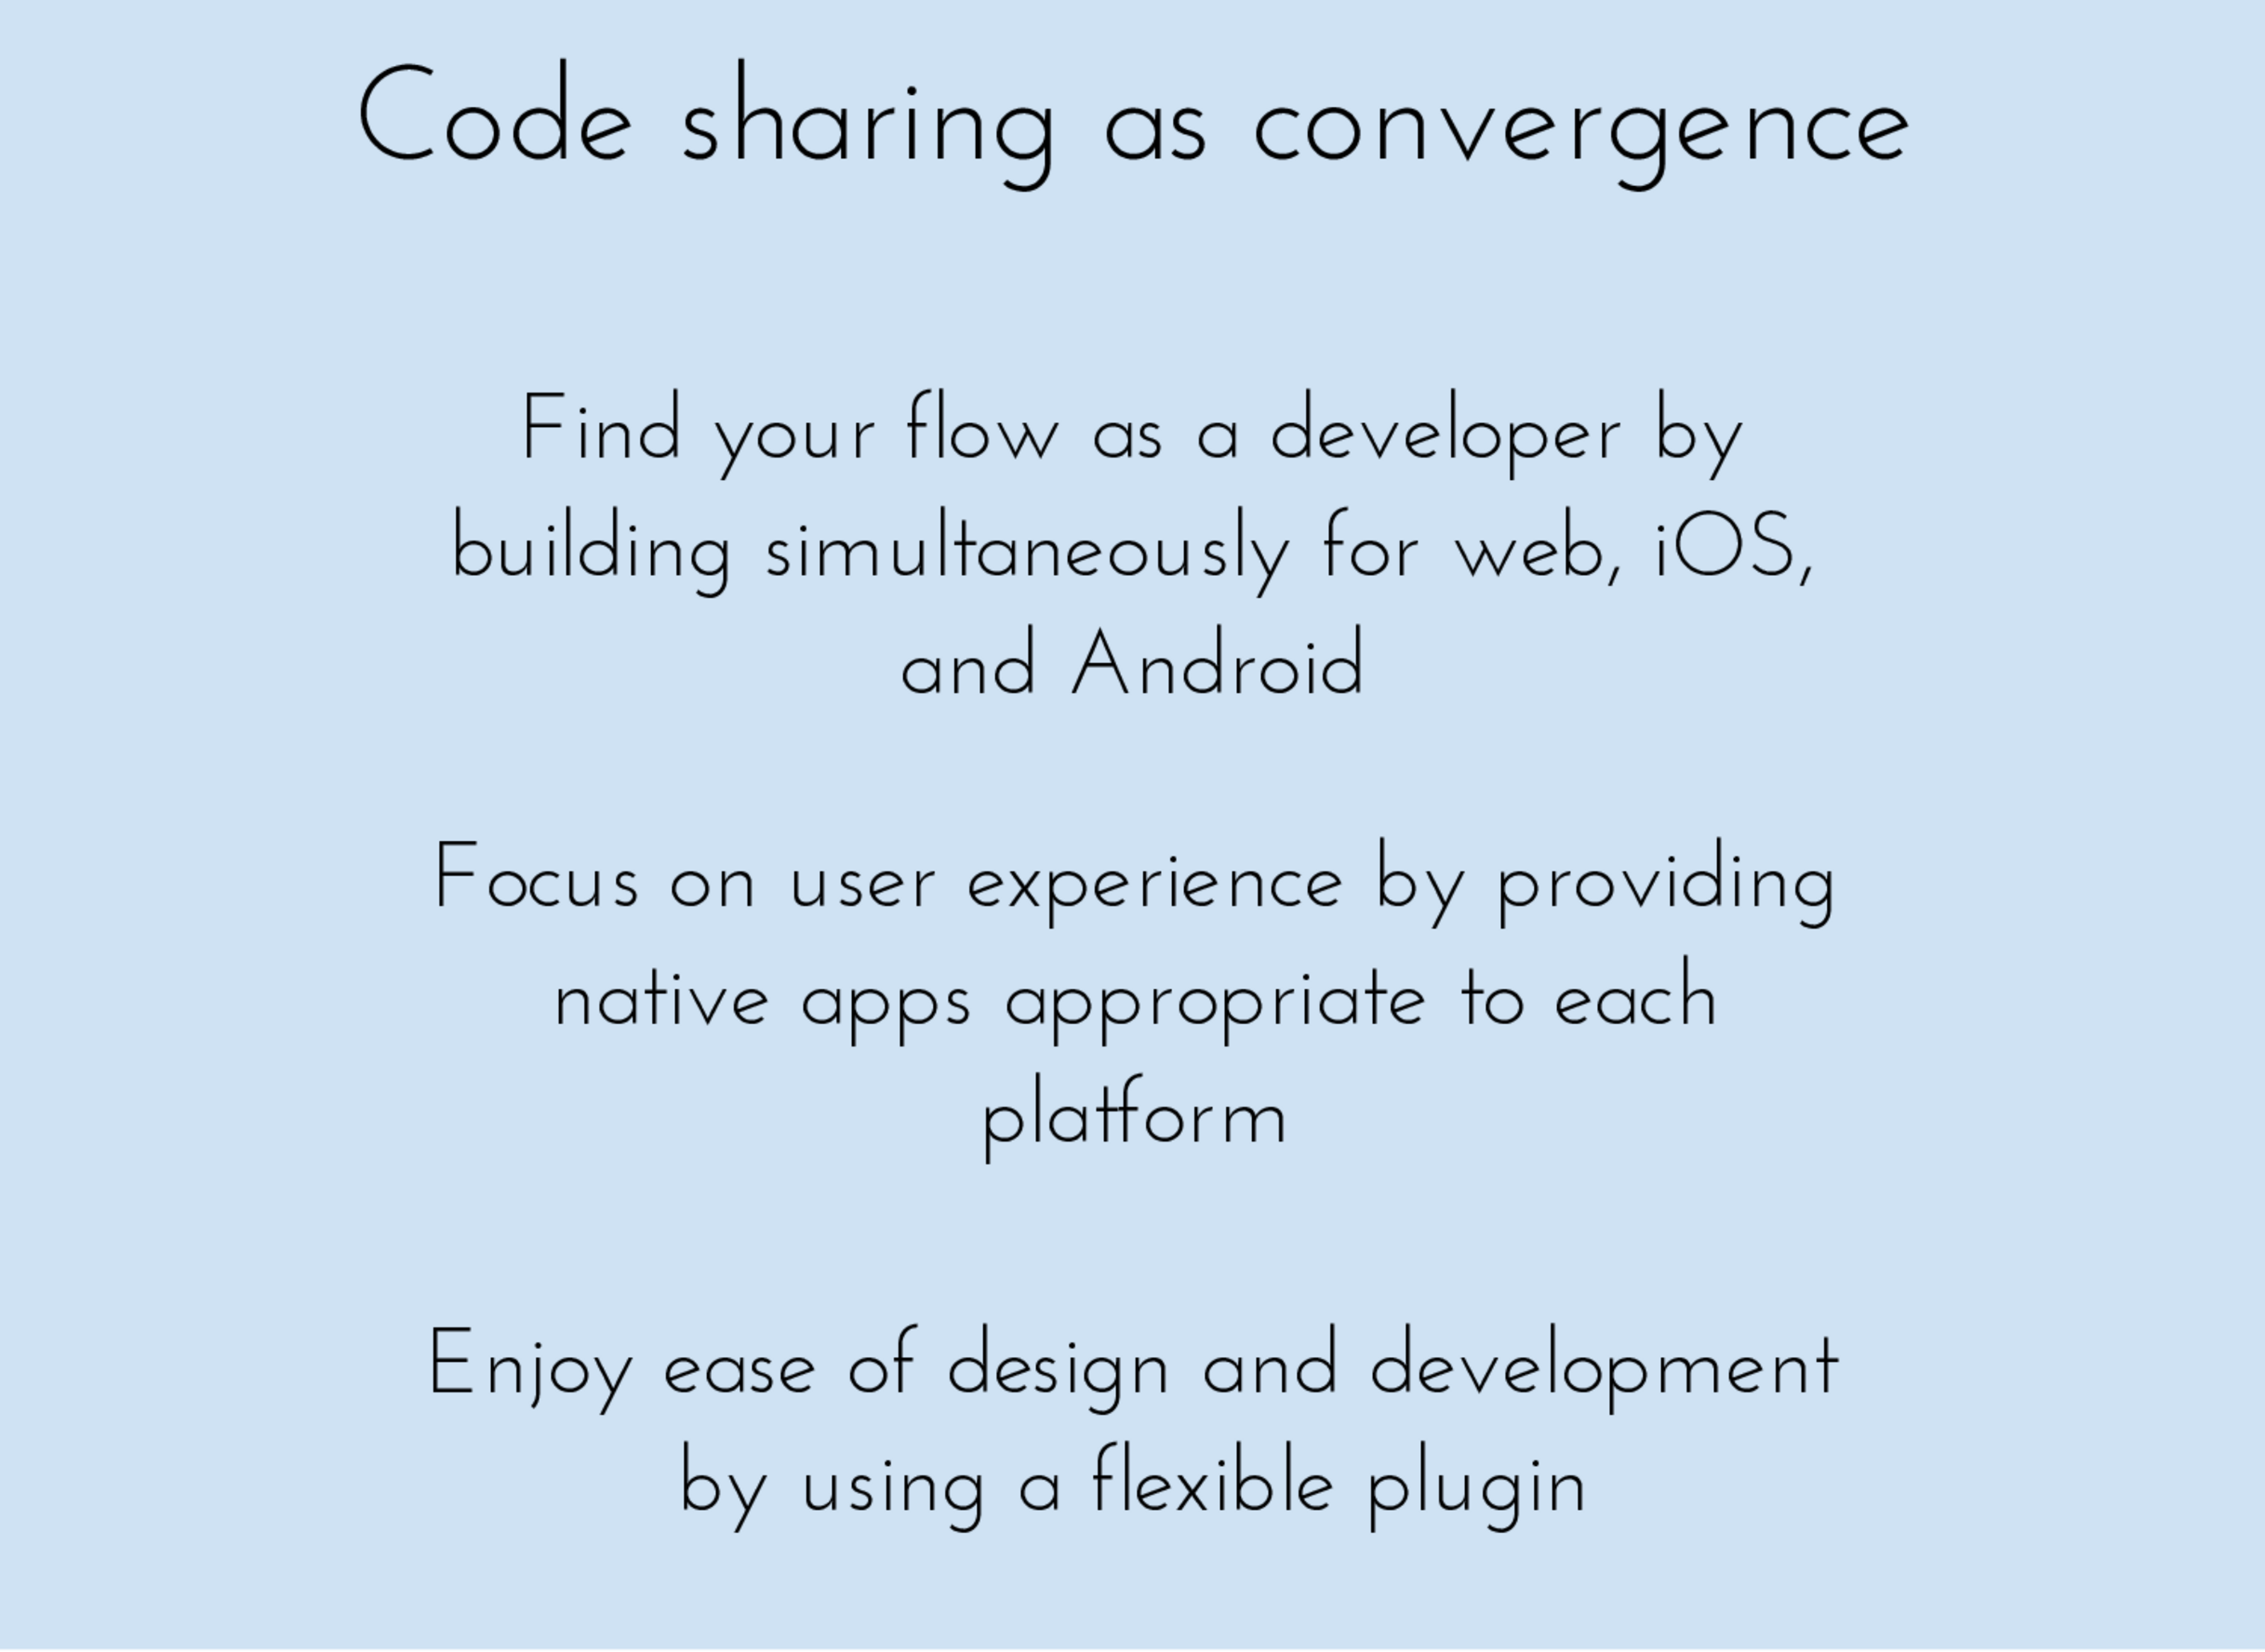 Code sharing as convergence
Find your flow as a developer by
building simultaneously for web, iOS,
and Android
Focus on user experience by providing
native apps appropriate to each
platform
Enjoy ease of design and development
by using a flexible plugin